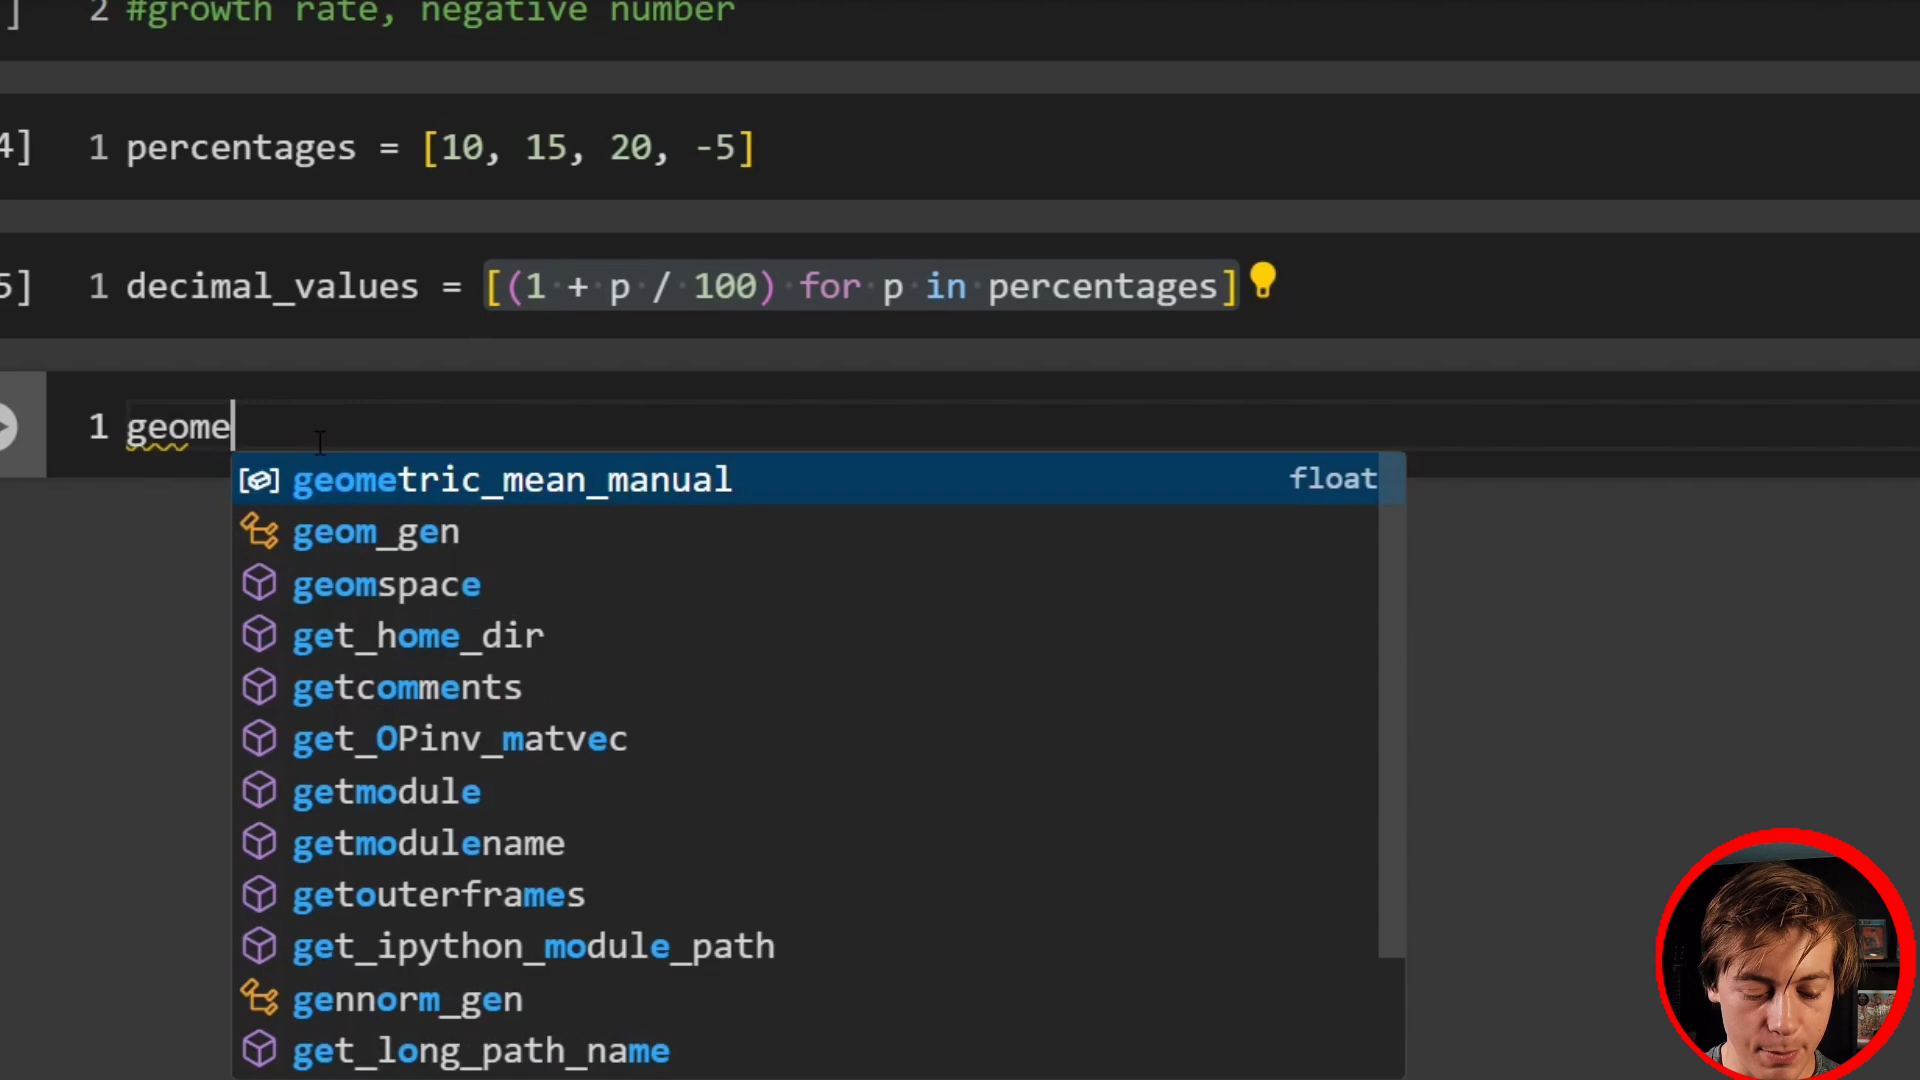 ] 2 #growth rate, negative number
4] 1 percentages = [10, 15, 20, -5]
5] 1 decimal_values = [(1 + p / 100) for p in percentages]
1 geome
geometric_mean_manual float
geom_gen
geomspace
get_home_dir
getcomments
get_OPinv_matvec
getmodule
getmodulename
getouterframes
get_ipython_module_path
gennorm_gen
get_long_path_name